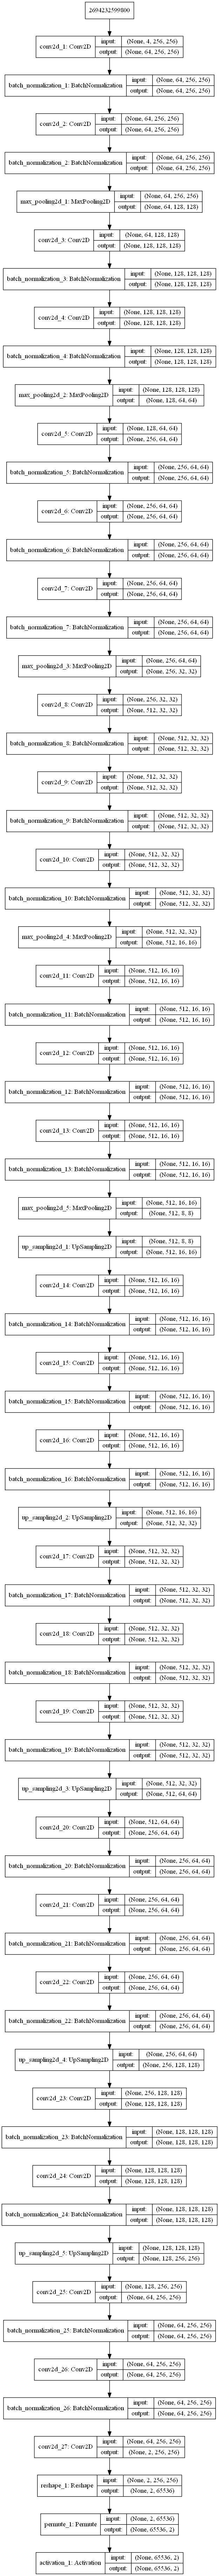 2694232599800
conv2d_1: Conv2D input: (None, 4, 256, 256)
output: (None, 64, 256, 256)
batch_normalization_1: BatchNormalization input: (None, 64, 256, 256)
output: (None, 64, 256, 256)
conv2d_2: Conv2D input: (None, 64, 256, 256)
output: (None, 64, 256, 256)
batch_normalization_2: BatchNormalization input: (None, 64, 256, 256)
output: (None, 64, 256, 256)
max_pooling2d_1: MaxPooling2D input: (None, 64, 256, 256)
output: (None, 64, 128, 128)
conv2d_3: Conv2D input: (None, 64, 128, 128)
output: (None, 128, 128, 128)
batch_normalization_3: BatchNormalization input: (None, 128, 128, 128)
output: (None, 128, 128, 128)
conv2d_4: Conv2D input: (None, 128, 128, 128)
output: (None, 128, 128, 128)
batch_normalization_4: BatchNormalization input: (None, 128, 128, 128)
output: (None, 128, 128, 128)
max_pooling2d_2: MaxPooling2D input: (None, 128, 128, 128)
output: (None, 128, 64, 64)
conv2d_5: Conv2D input: (None, 128, 64, 64)
output: (None, 256, 64, 64)
batch_normalization_5: BatchNormalization input: (None, 256, 64, 64)
output: (None, 256, 64, 64)
conv2d_6: Conv2D input: (None, 256, 64, 64)
output: (None, 256, 64, 64)
batch_normalization_6: BatchNormalization input: (None, 256, 64, 64)
output: (None, 256, 64, 64)
conv2d_7: Conv2D input: (None, 256, 64, 64)
output: (None, 256, 64, 64)
batch_normalization_7: BatchNormalization input: (None, 256, 64, 64)
output: (None, 256, 64, 64)
max_pooling2d_3: MaxPooling2D input: (None, 256, 64, 64)
output: (None, 256, 32, 32)
conv2d_8: Conv2D input: (None, 256, 32, 32)
output: (None, 512, 32, 32)
batch_normalization_8: BatchNormalization input: (None, 512, 32, 32)
output: (None, 512, 32, 32)
conv2d_9: Conv2D input: (None, 512, 32, 32)
output: (None, 512, 32, 32)
batch_normalization_9: BatchNormalization input: (None, 512, 32, 32)
output: (None, 512, 32, 32)
conv2d_10: Conv2D input: (None, 512, 32, 32)
output: (None, 512, 32, 32)
batch_normalization_10: BatchNormalization input: (None, 512, 32, 32)
output: (None, 512, 32, 32)
max_pooling2d_4: MaxPooling2D input: (None, 512, 32, 32)
output: (None, 512, 16, 16)
conv2d_11: Conv2D input: (None, 512, 16, 16)
output: (None, 512, 16, 16)
batch_normalization_11: BatchNormalization input: (None, 512, 16, 16)
output: (None, 512, 16, 16)
conv2d_12: Conv2D input: (None, 512, 16, 16)
output: (None, 512, 16, 16)
batch_normalization_12: BatchNormalization input: (None, 512, 16, 16)
output: (None, 512, 16, 16)
conv2d_13: Conv2D input: (None, 512, 16, 16)
output: (None, 512, 16, 16)
batch_normalization_13: BatchNormalization input: (None, 512, 16, 16)
output: (None, 512, 16, 16)
max_pooling2d_5: MaxPooling2D input: (None, 512, 16, 16)
output: (None, 512, 8, 8)
up_sampling2d_1: UpSampling2D input: (None, 512, 8, 8)
output: (None, 512, 16, 16)
conv2d_14: Conv2D input: (None, 512, 16, 16)
output: (None, 512, 16, 16)
batch_normalization_14: BatchNormalization input: (None, 512, 16, 16)
output: (None, 512, 16, 16)
conv2d_15: Conv2D input: (None, 512, 16, 16)
output: (None, 512, 16, 16)
batch_normalization_15: BatchNormalization input: (None, 512, 16, 16)
output: (None, 512, 16, 16)
conv2d_16: Conv2D input: (None, 512, 16, 16)
output: (None, 512, 16, 16)
batch_normalization_16: BatchNormalization input: (None, 512, 16, 16)
output: (None, 512, 16, 16)
up_sampling2d_2: UpSampling2D input: (None, 512, 16, 16)
output: (None, 512, 32, 32)
conv2d_17: Conv2D input: (None, 512, 32, 32)
output: (None, 512, 32, 32)
batch_normalization_17: BatchNormalization input: (None, 512, 32, 32)
output: (None, 512, 32, 32)
conv2d_18: Conv2D input: (None, 512, 32, 32)
output: (None, 512, 32, 32)
batch_normalization_18: BatchNormalization input: (None, 512, 32, 32)
output: (None, 512, 32, 32)
conv2d_19: Conv2D input: (None, 512, 32, 32)
output: (None, 512, 32, 32)
batch_normalization_19: BatchNormalization input: (None, 512, 32, 32)
output: (None, 512, 32, 32)
up_sampling2d_3: UpSampling2D input: (None, 512, 32, 32)
output: (None, 512, 64, 64)
conv2d_20: Conv2D input: (None, 512, 64, 64)
output: (None, 256, 64, 64)
batch_normalization_20: BatchNormalization input: (None, 256, 64, 64)
output: (None, 256, 64, 64)
conv2d_21: Conv2D input: (None, 256, 64, 64)
output: (None, 256, 64, 64)
batch_normalization_21: BatchNormalization input: (None, 256, 64, 64)
output: (None, 256, 64, 64)
conv2d_22: Conv2D input: (None, 256, 64, 64)
output: (None, 256, 64, 64)
batch_normalization_22: BatchNormalization input: (None, 256, 64, 64)
output: (None, 256, 64, 64)
up_sampling2d_4: UpSampling2D input: (None, 256, 64, 64)
output: (None, 256, 128, 128)
conv2d_23: Conv2D input: (None, 256, 128, 128)
output: (None, 128, 128, 128)
batch_normalization_23: BatchNormalization input: (None, 128, 128, 128)
output: (None, 128, 128, 128)
conv2d_24: Conv2D input: (None, 128, 128, 128)
output: (None, 128, 128, 128)
batch_normalization_24: BatchNormalization input: (None, 128, 128, 128)
output: (None, 128, 128, 128)
up_sampling2d_5: UpSampling2D input: (None, 128, 128, 128)
output: (None, 128, 256, 256)
conv2d_25: Conv2D input: (None, 128, 256, 256)
output: (None, 64, 256, 256)
batch_normalization_25: BatchNormalization input: (None, 64, 256, 256)
output: (None, 64, 256, 256)
conv2d_26: Conv2D input: (None, 64, 256, 256)
output: (None, 64, 256, 256)
batch_normalization_26: BatchNormalization input: (None, 64, 256, 256)
output: (None, 64, 256, 256)
conv2d_27: Conv2D input: (None, 64, 256, 256)
output: (None, 2, 256, 256)
reshape_1: Reshape input: (None, 2, 256, 256)
output: (None, 2, 65536)
permute_1: Permute input: (None, 2, 65536)
output: (None, 65536, 2)
activation_1: Activation input: (None, 65536, 2)
output: (None, 65536, 2)